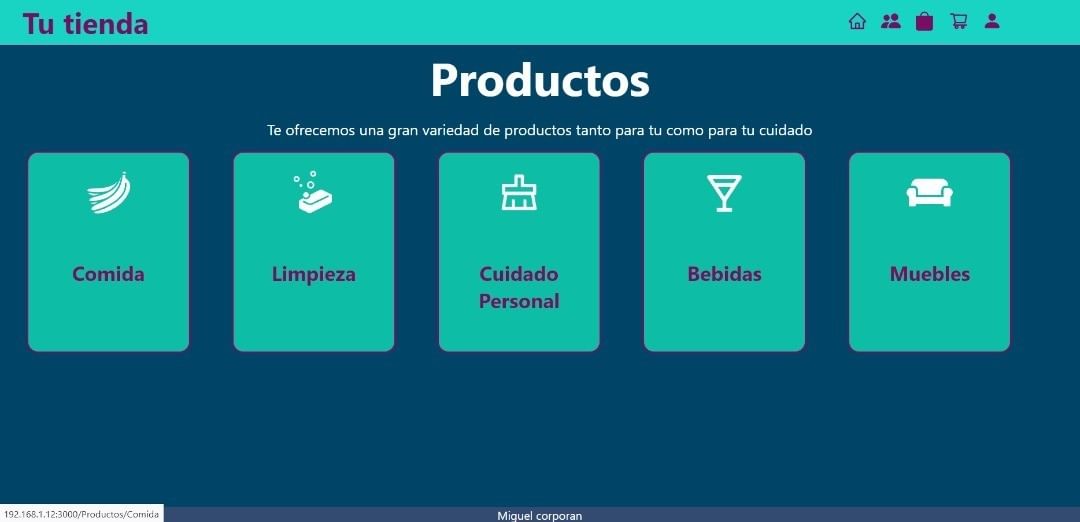 Tu tienda
Productos
Te ofrecemos una gran variedad de productos tanto para tu como para tu cuidado
Comida
Limpieza
Cuidado
Personal
Bebidas
Muebles
192.168.1.12:3000/Productos/Comida
Miguel corporan